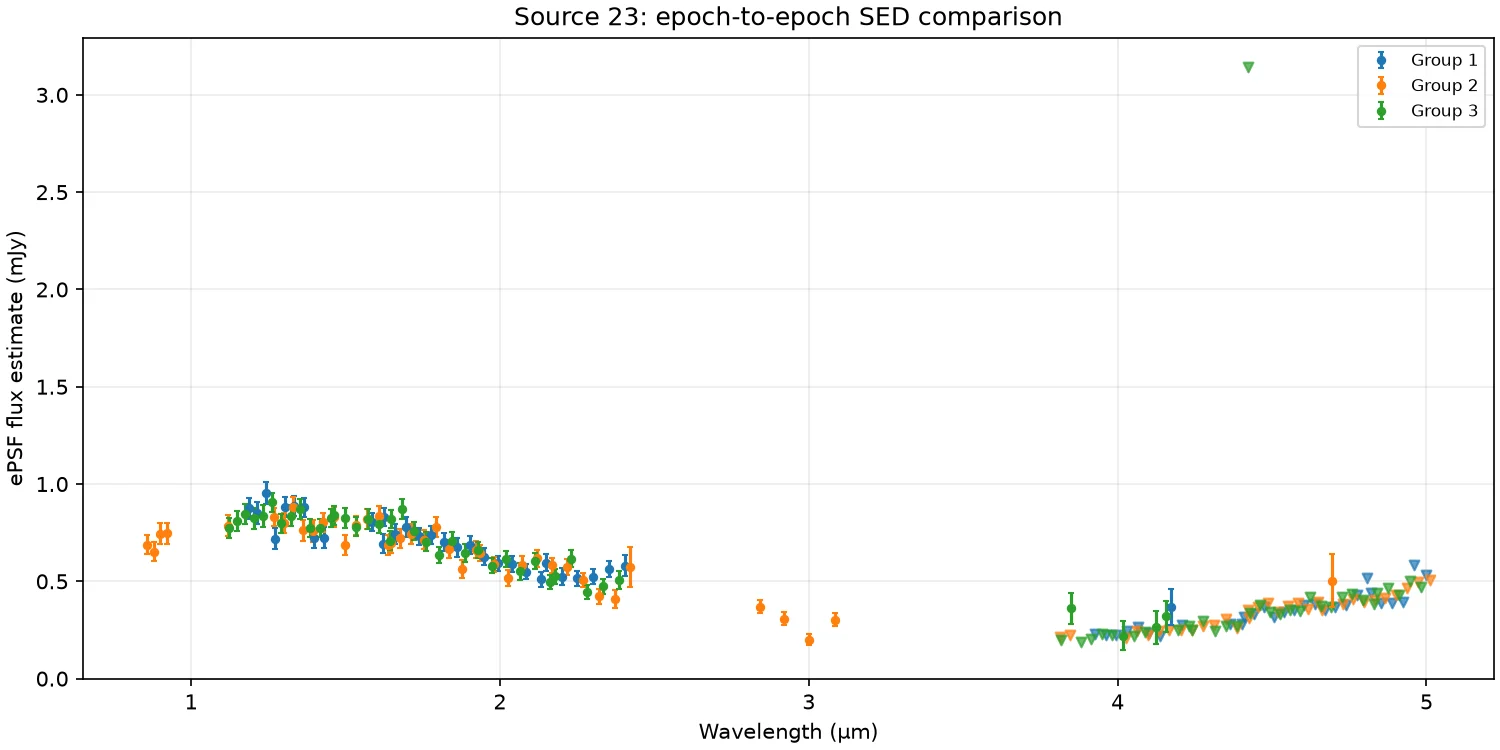 Source 23: epoch-to-epoch SED comparison
Group 1
Group 2
Group 3
ePSF flux estimate (mJy)
3.0
2.5
2.0
1.5
1.0
0.5
0.0
1 2 3 4 5
Wavelength (μm)